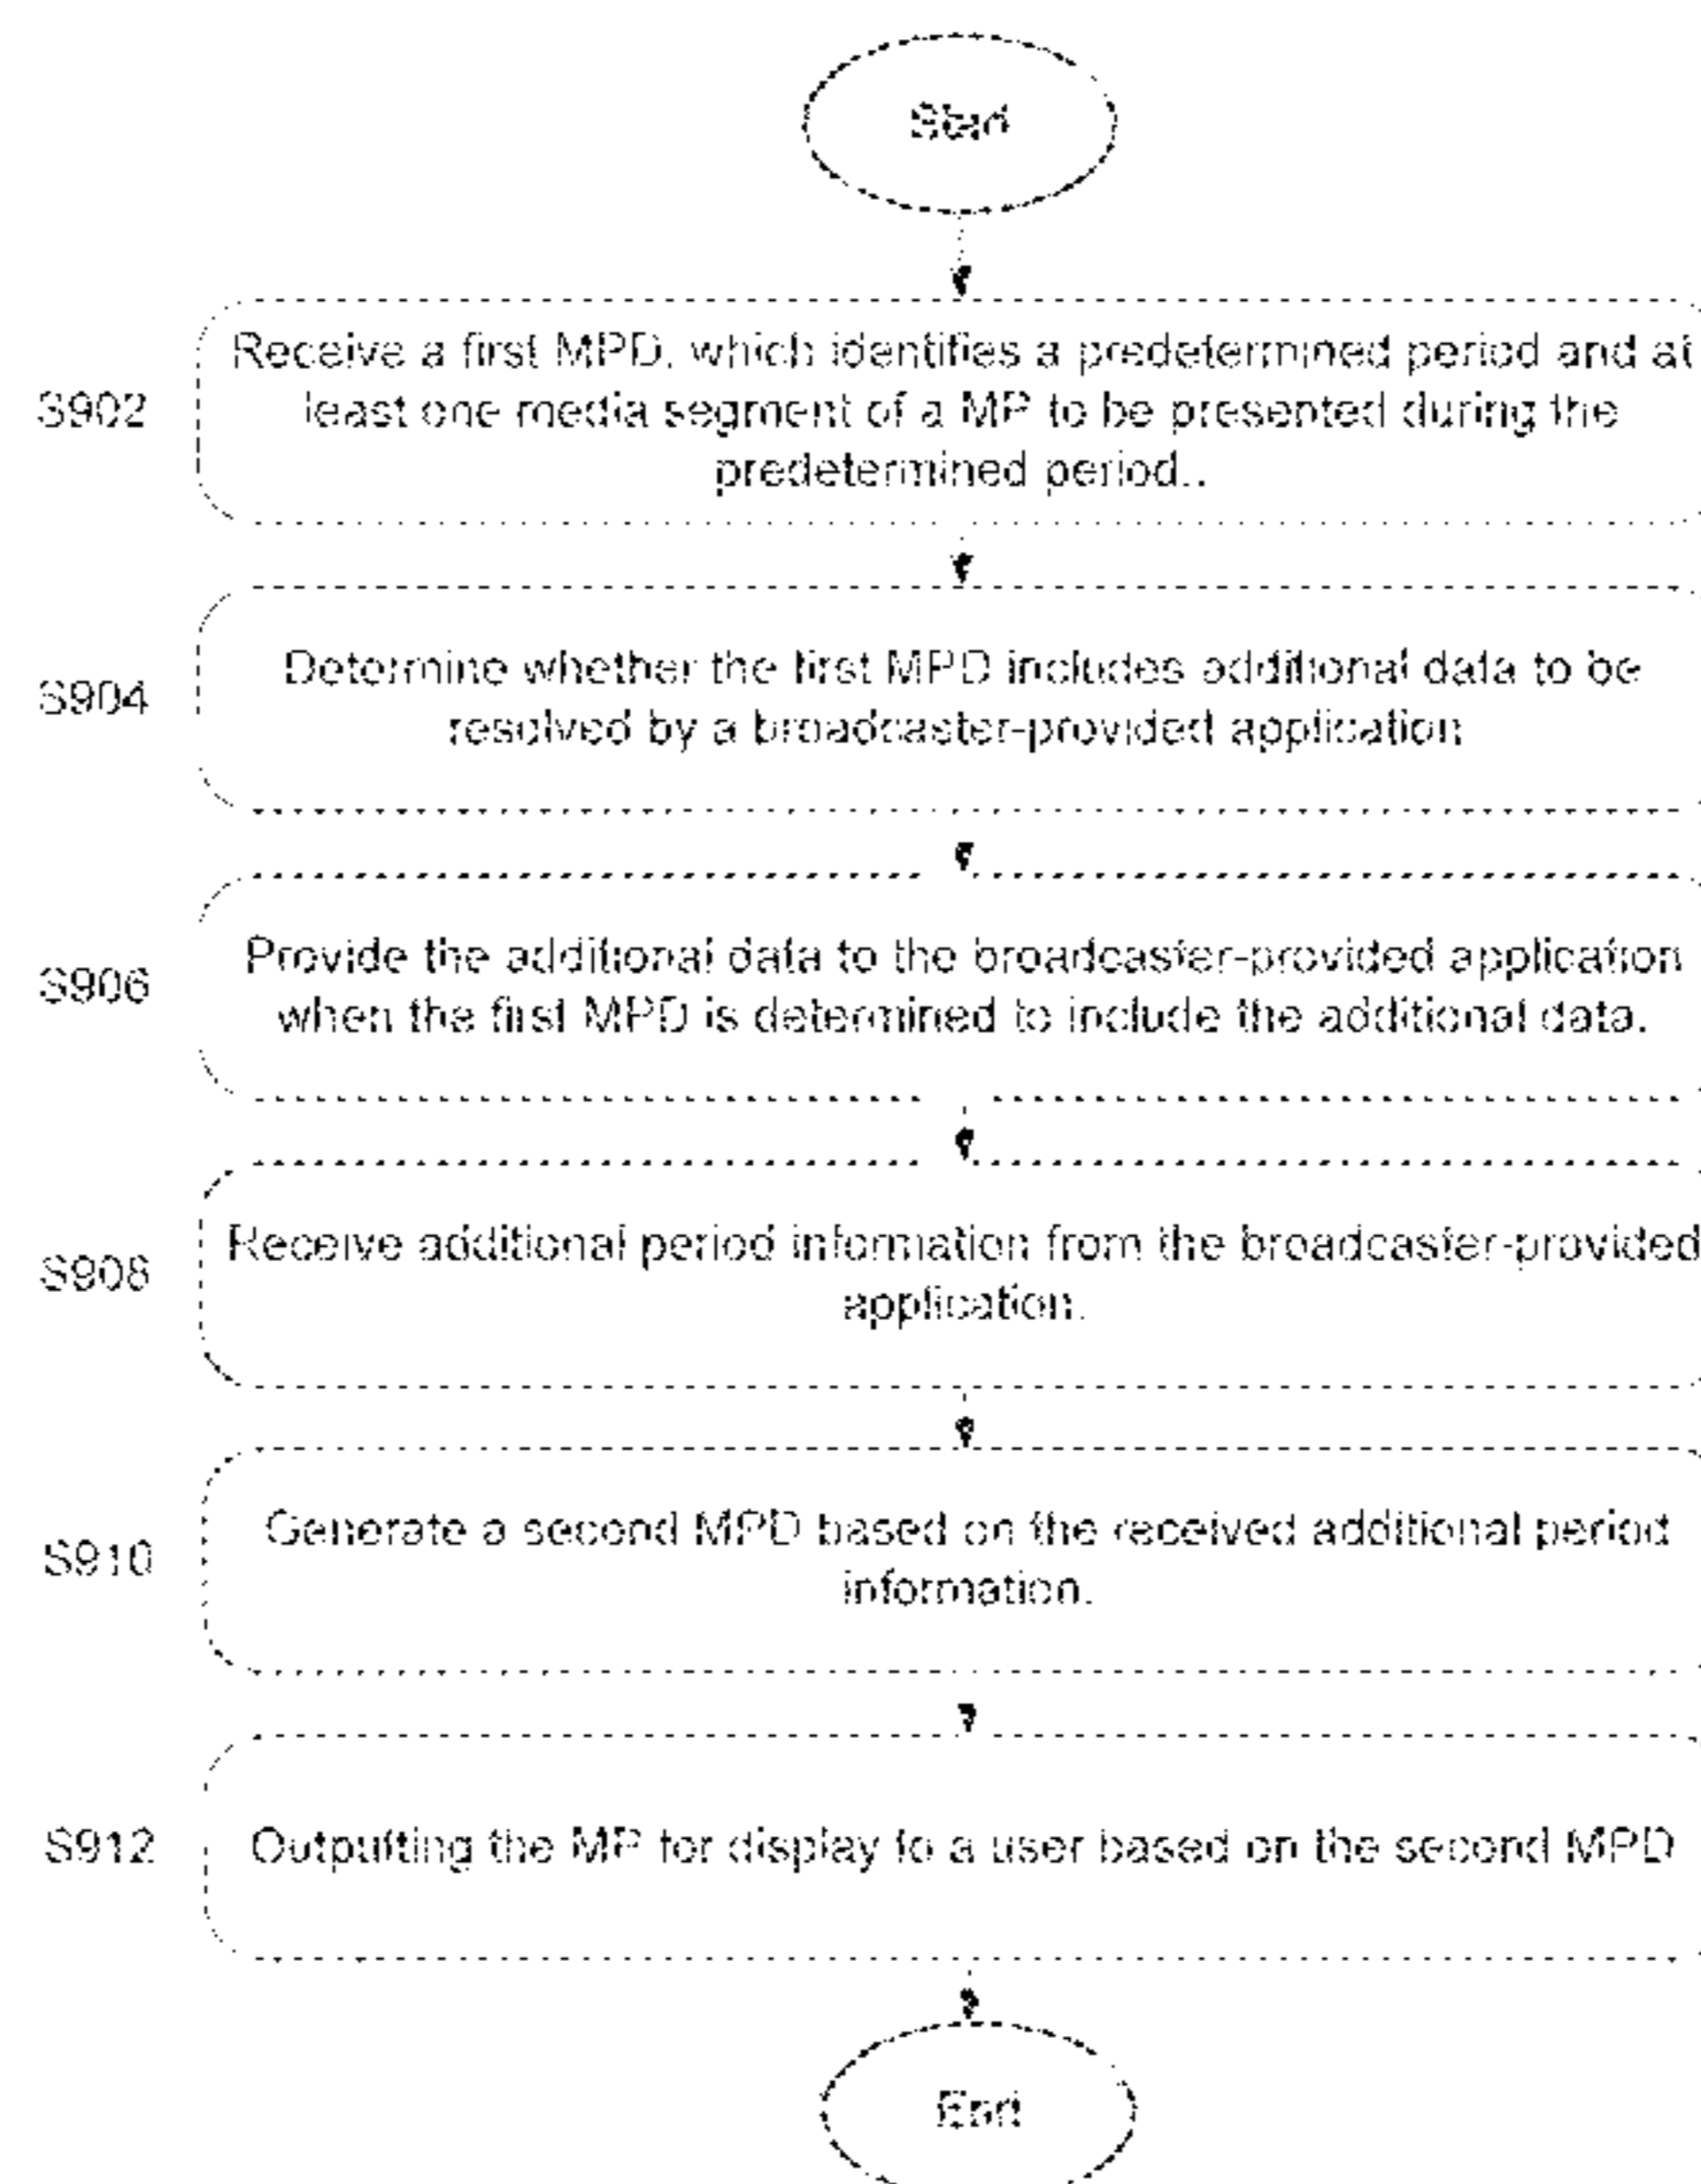 Start
S902
Receive a first MPD, which identifies a predetermined period and at
least one media segment of a MP to be presented during the
predetermined period..
S904
Determine whether the first MPD includes additional data to be
resolved by a broadcaster-provided application
S906
Provide the additional data to the broadcaster-provided application
when the first MPD is determined to include the additional data.
S908
Receive additional period information from the broadcaster-provided
application.
S910
Generate a second MPD based on the received additional period
information.
S912
Outputting the MP for display to a user based on the second MPD
End